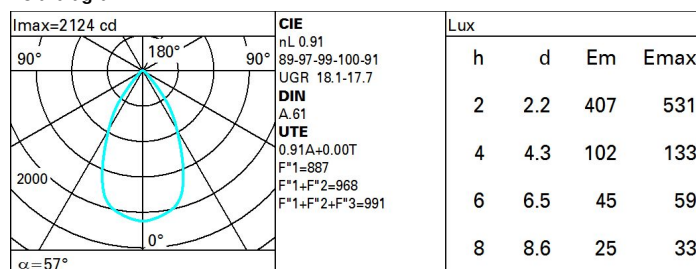 Imax=2124 cd
90°
180°
90°
2000
0°
α=57°
CIE
nL 0.91
89-97-99-100-91
UGR 18.1-17.7
DIN
A.61
UTE
0.91A+0.00T
F"1=887
F"1+F"2=968
F"1+F"2+F"3=991
Lux
h d Em Emax
2 2.2 407 531
4 4.3 102 133
6 6.5 45 59
8 8.6 25 33